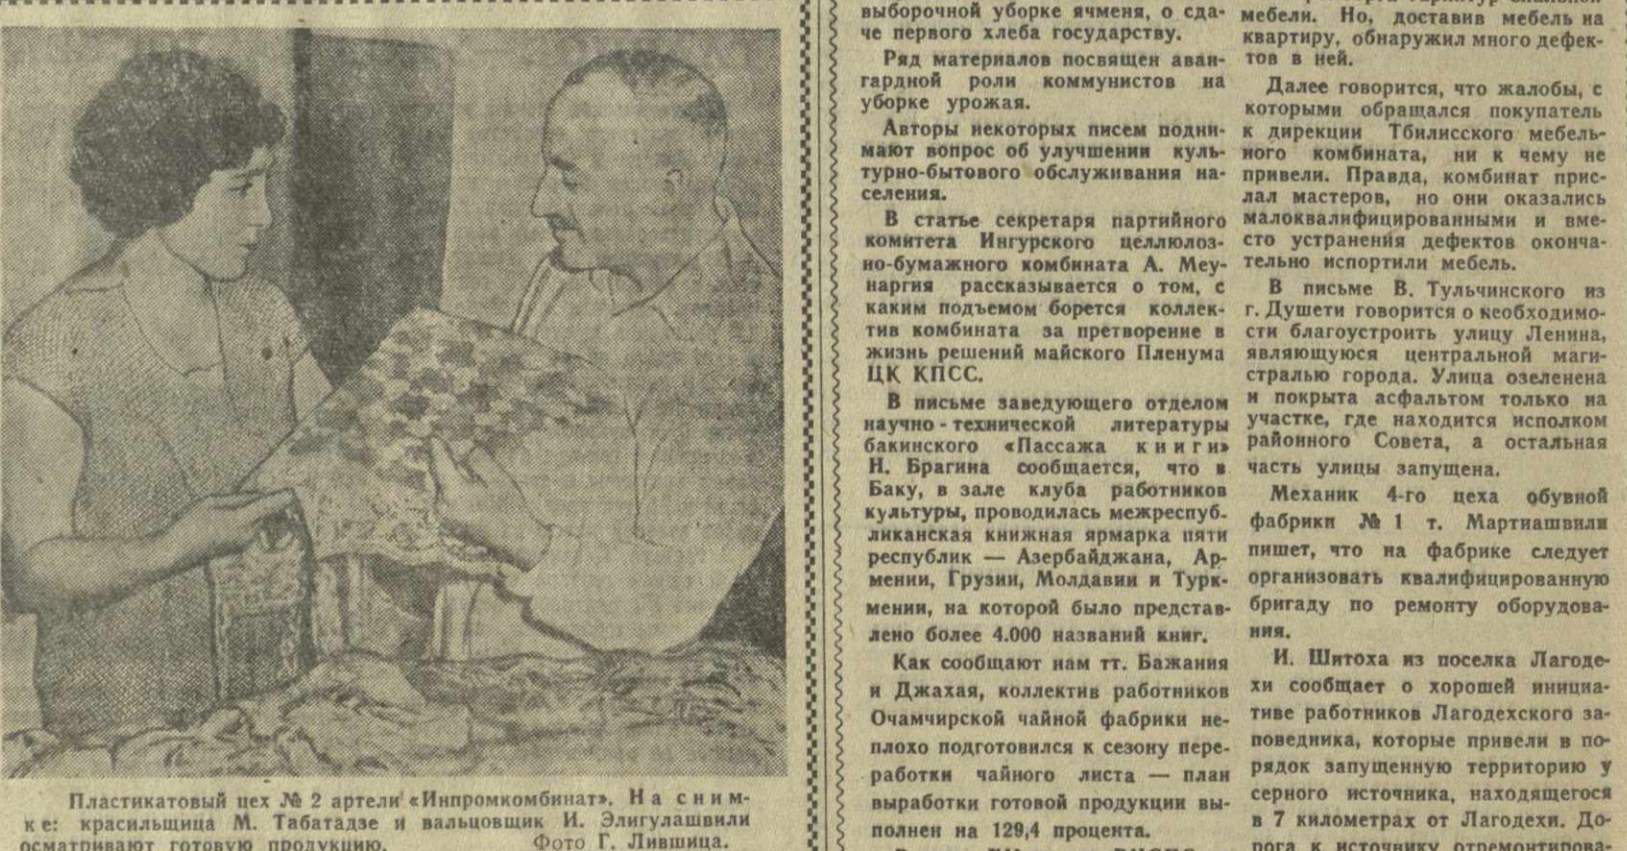 Пластикатовый цех № 2 артели «Инпромкомбинат». На сним-
ке: красильщица М. Табатадзе и вальцовщик И. Элигулашвили
осматривают готовую продукцию. Фото Г. Лившица.
выборочной уборке ячменя, о сда-
че первого хлеба государству.
Ряд материалов посвящен аван-
гардной роли коммунистов на
уборке урожая.
Авторы некоторых писем подни-
мают вопрос об улучшении куль-
турно-бытового обслуживания на-
селения.
В статье секретаря партийного
комитета Ингурского целлюлоз-
но-бумажного комбината А. Меу-
наргия рассказывается о том, с
каким подъемом борется коллек-
тив комбината за претворение в
жизнь решений майского Пленума
ЦК КПСС.
В письме заведующего отделом
научно-технической литературы
бакинского «Пассажа книги»
Н. Брагина сообщается, что в
Баку, в зале клуба работников
культуры, проводилась межреспуб-
ликанская книжная ярмарка пяти
республик — Азербайджана, Ар-
мении, Грузии, Молдавии и Турк-
мении, на которой было представ-
лено более 4.000 названий книг.
Как сообщают нам тт. Бажания
и Джахая, коллектив работников
Очамчирской чайной фабрики не-
плохо подготовился к сезону пере-
работки чайного листа — план
выработки готовой продукции вы-
полнен на 129,4 процента.
мебели. Но, доставив мебель на
квартиру, обнаружил много дефек-
тов в ней.
Далее говорится, что жалобы, с
которыми обращался покупатель
к дирекции Тбилисского мебель-
ного комбината, ни к чему не
привели. Правда, комбинат прис-
лал мастеров, но они оказались
малоквалифицированными и вме-
сто устранения дефектов оконча-
тельно испортили мебель.
В письме В. Тульчинского из
г. Душети говорится о необходимо-
сти благоустроить улицу Ленина,
являющуюся центральной маги-
стралью города. Улица озеленена
и покрыта асфальтом только на
участке, где находится исполком
районного Совета, а остальная
часть улицы запущена.
Механик 4-го цеха обувной
фабрики № 1 т. Мартиашвили
пишет, что на фабрике следует
организовать квалифицированную
бригаду по ремонту оборудова-
ния.
И. Шитоха из поселка Лагоде-
хи сообщает о хорошей инициа-
тиве работников Лагодехского за-
поведника, которые привели в по-
рядок запущенную территорию у
серного источника, находящегося
в 7 километрах от Лагодехи. До-
рога к источнику отремонтирова-